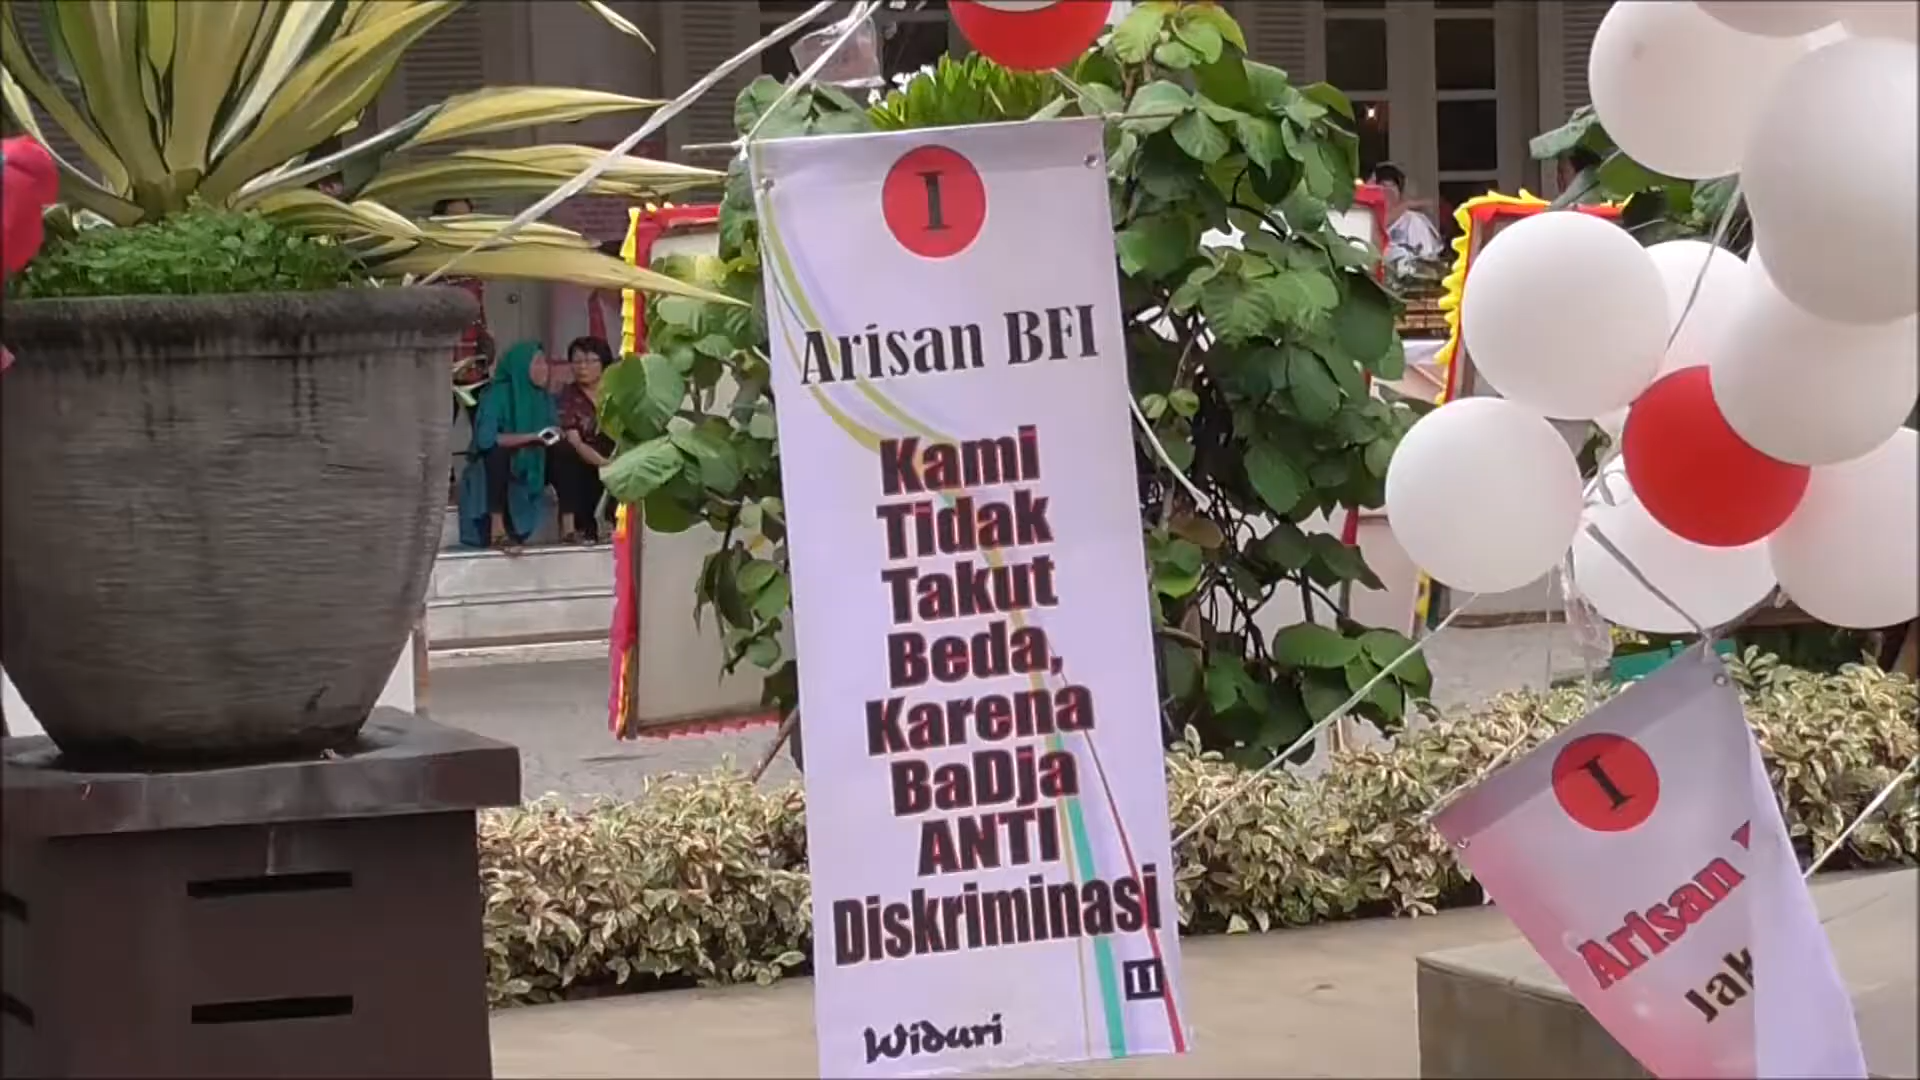 I
Arisan BFI
Kami
Tidak
Takut
Beda,
Karena
BaDja
ANTI
Diskriminasi
11
Widuri
I
Arisan
Jak